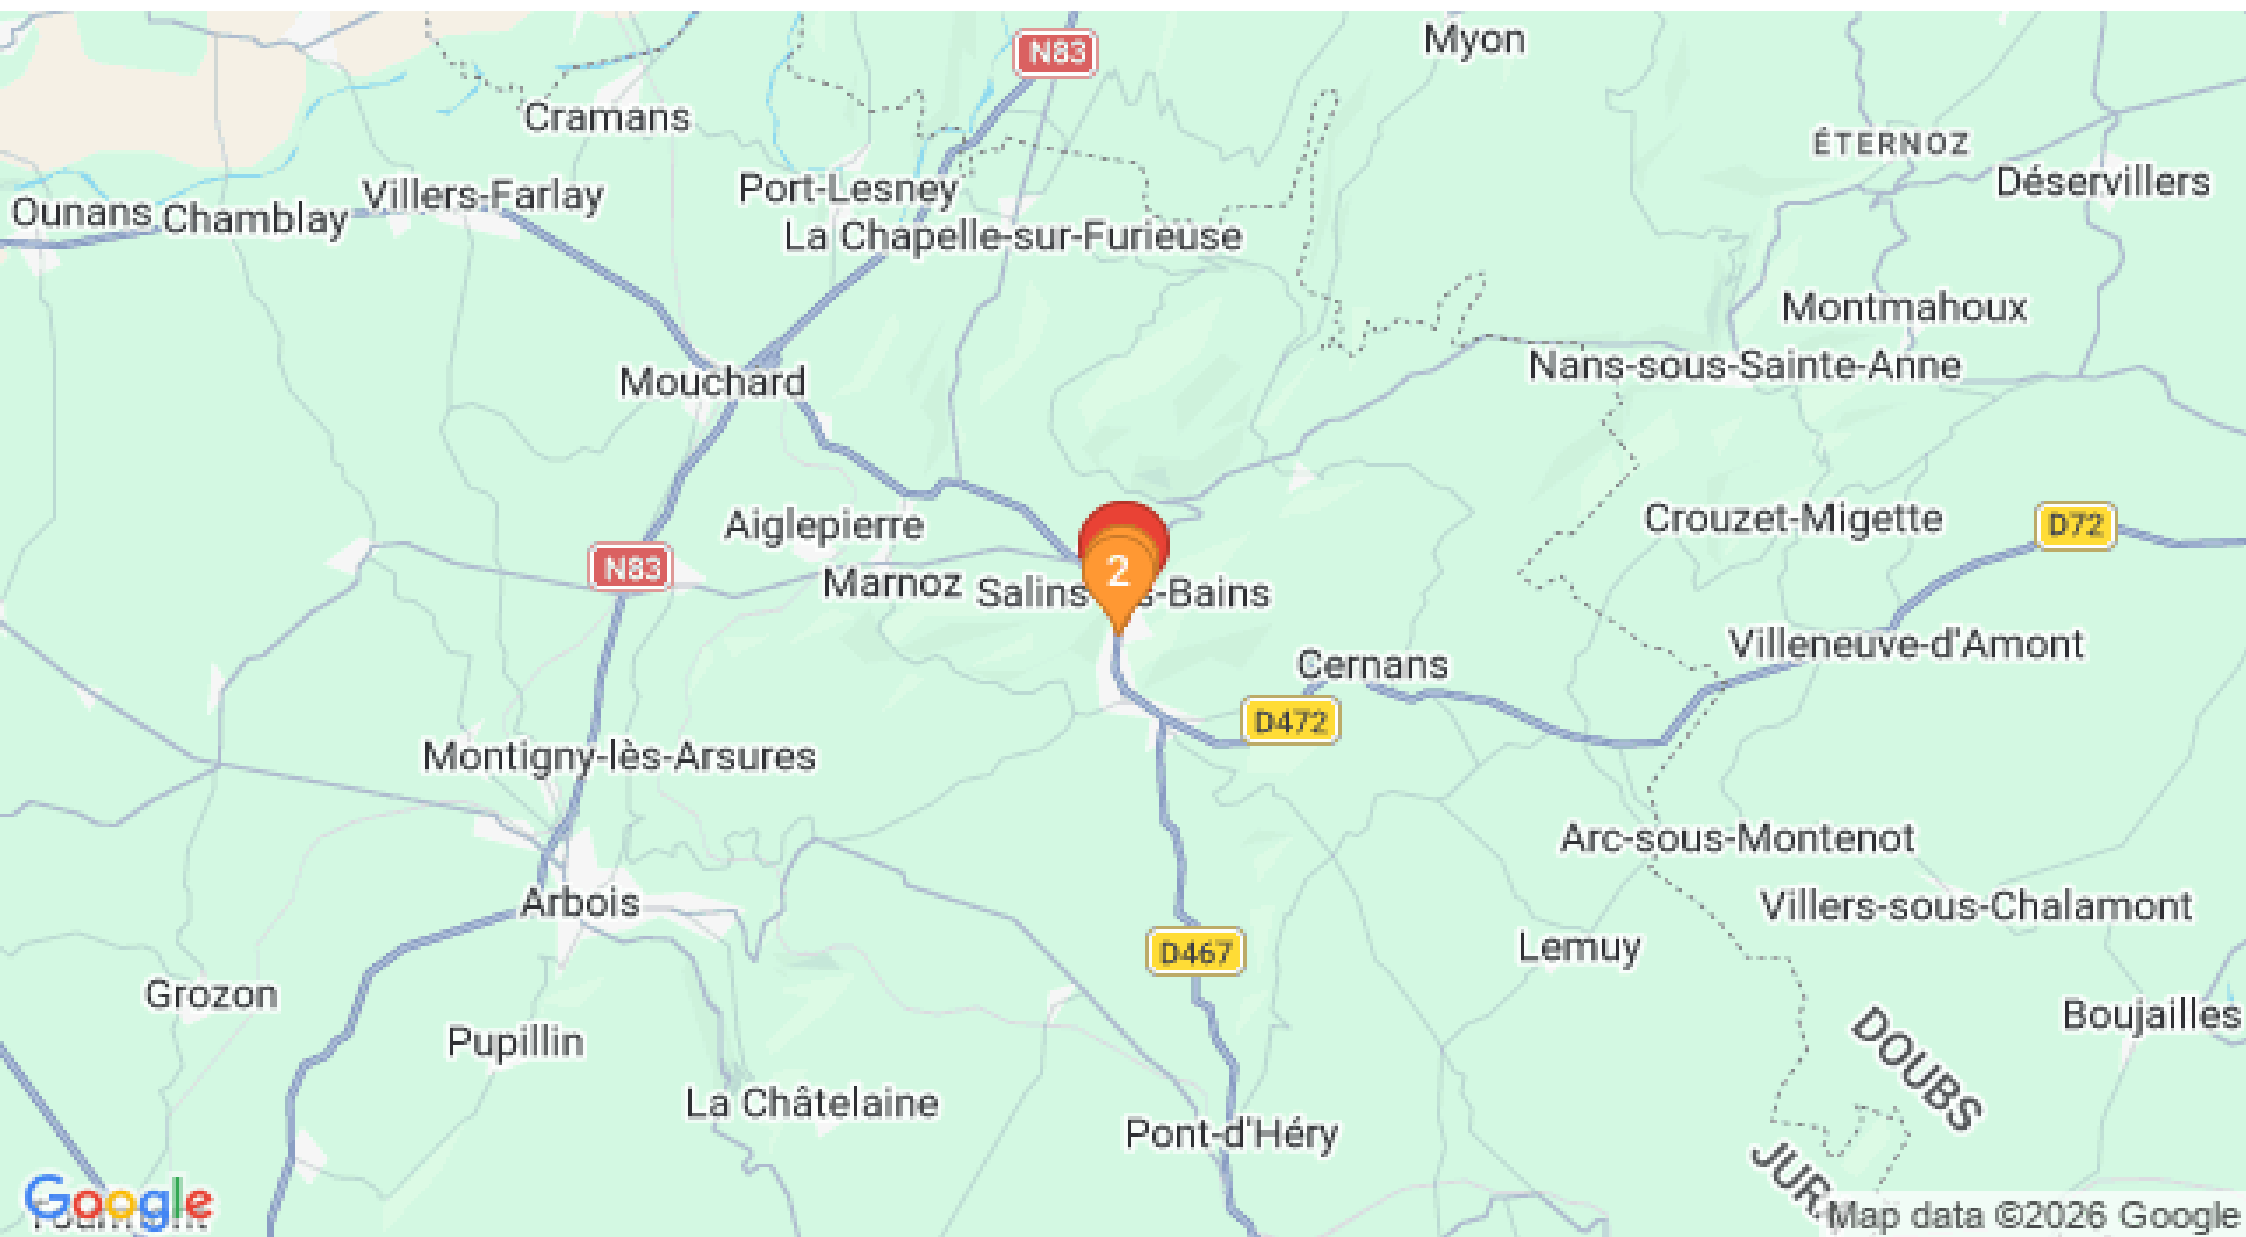 N83
Myon
Cramans
ÉTERNOZ
Port-Lesney
Déservillers
Villers-Farlay
Ounans
Chamblay
La Chapelle-sur-Furieuse
Montmahoux
Nans-sous-Sainte-Anne
Mouchard
Aiglepierre
Crouzet-Migette
D72
N83
2
Marnoz
Salins
s-Bains
Villeneuve-d'Amont
Cernans
D472
Montigny-lès-Arsures
Arc-sous-Montenot
Arbois
Villers-sous-Chalamont
Lemuy
D467
Grozon
Boujailles
Pupillin
DOUBS
La Châtelaine
Pont-d'Héry
JUR
Google
Map data ©2026 Google